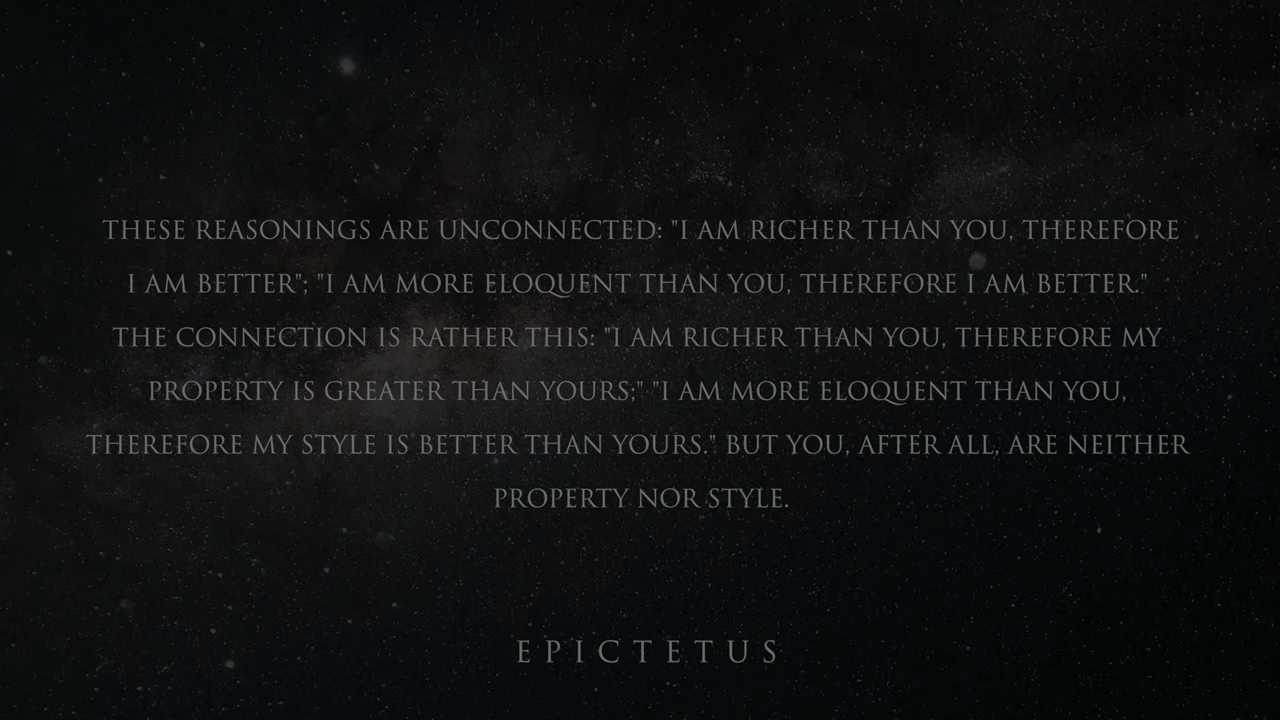 THESE REASONINGS ARE UNCONNECTED: "I AM RICHER THAN YOU, THEREFORE
I AM BETTER"; "I AM MORE ELOQUENT THAN YOU, THEREFORE I AM BETTER."
THE CONNECTION IS RATHER THIS: "I AM RICHER THAN YOU, THEREFORE MY
PROPERTY IS GREATER THAN YOURS;" "I AM MORE ELOQUENT THAN YOU,
THEREFORE MY STYLE IS BETTER THAN YOURS." BUT YOU, AFTER ALL, ARE NEITHER
PROPERTY NOR STYLE.
EPICTETUS